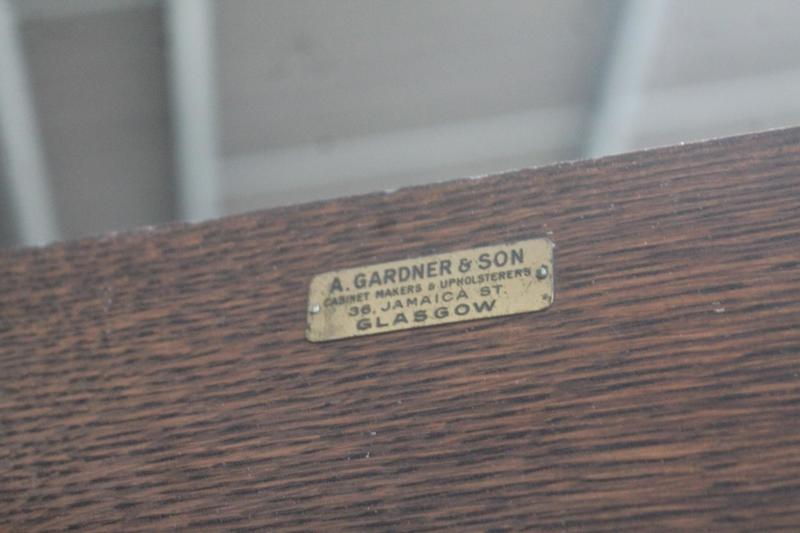 A. GARDNER & SON
CABINET MAKERS & UPHOLSTERERS
36, JAMAICA ST.
GLASGOW